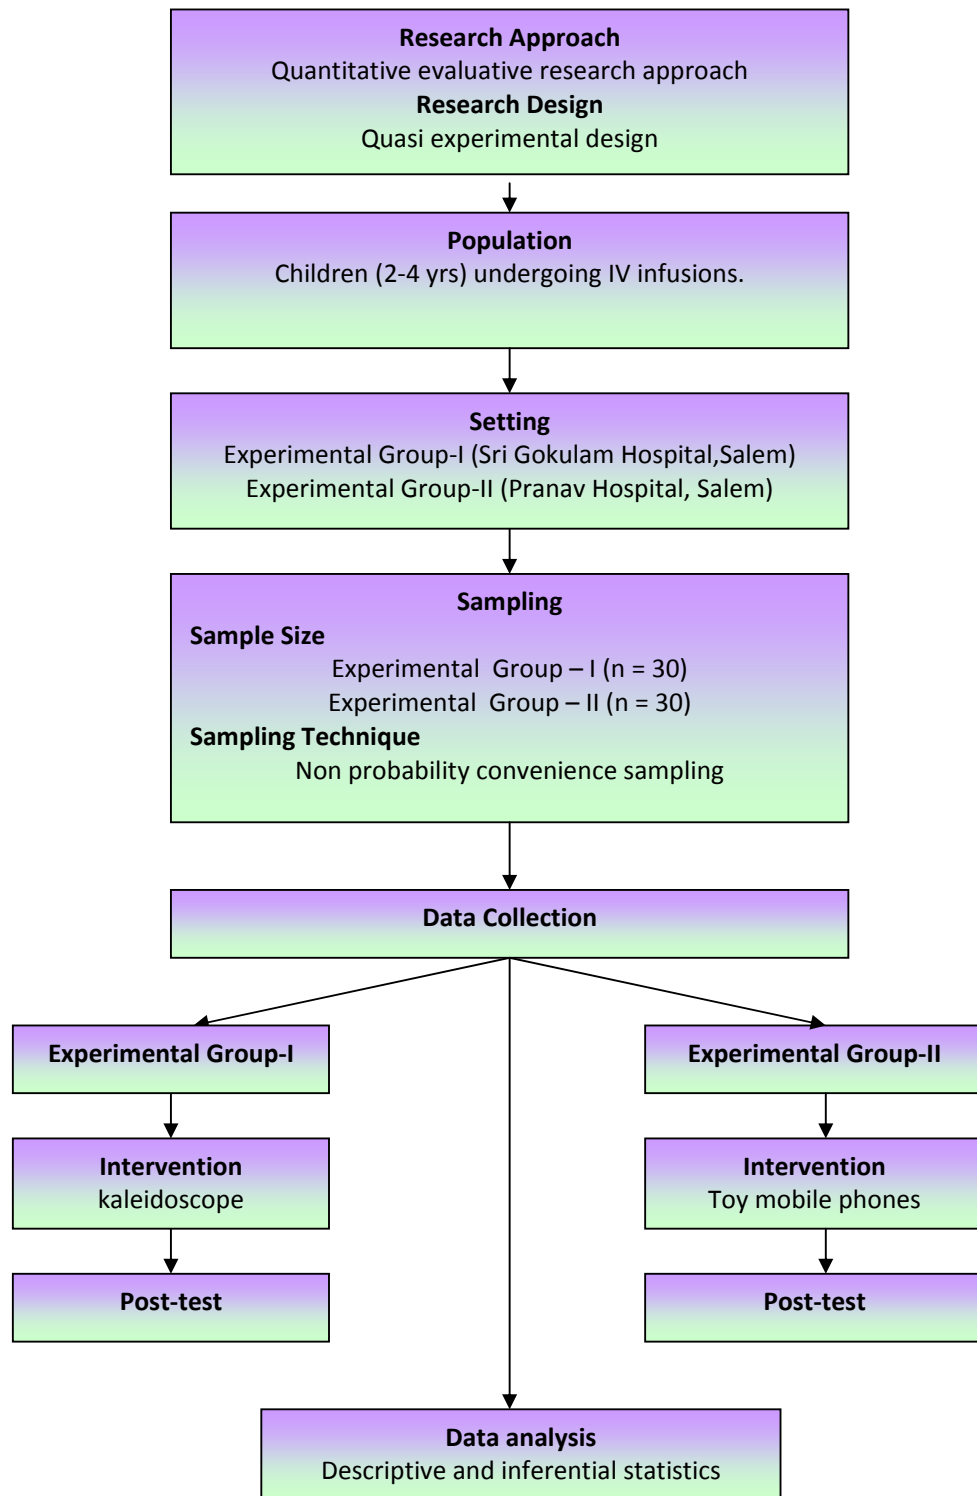 Research Approach
Quantitative evaluative research approach
Research Design
Quasi experimental design
Population
Children (2-4 yrs) undergoing IV infusions.
Setting
Experimental Group-I (Sri Gokulam Hospital,Salem)
Experimental Group-II (Pranav Hospital, Salem)
Sampling
Sample Size
Experimental Group – I (n = 30)
Experimental Group – II (n = 30)
Sampling Technique
Non probability convenience sampling
Data Collection
Experimental Group-I
Intervention
kaleidoscope
Post-test
Experimental Group-II
Intervention
Toy mobile phones
Post-test
Data analysis
Descriptive and inferential statistics